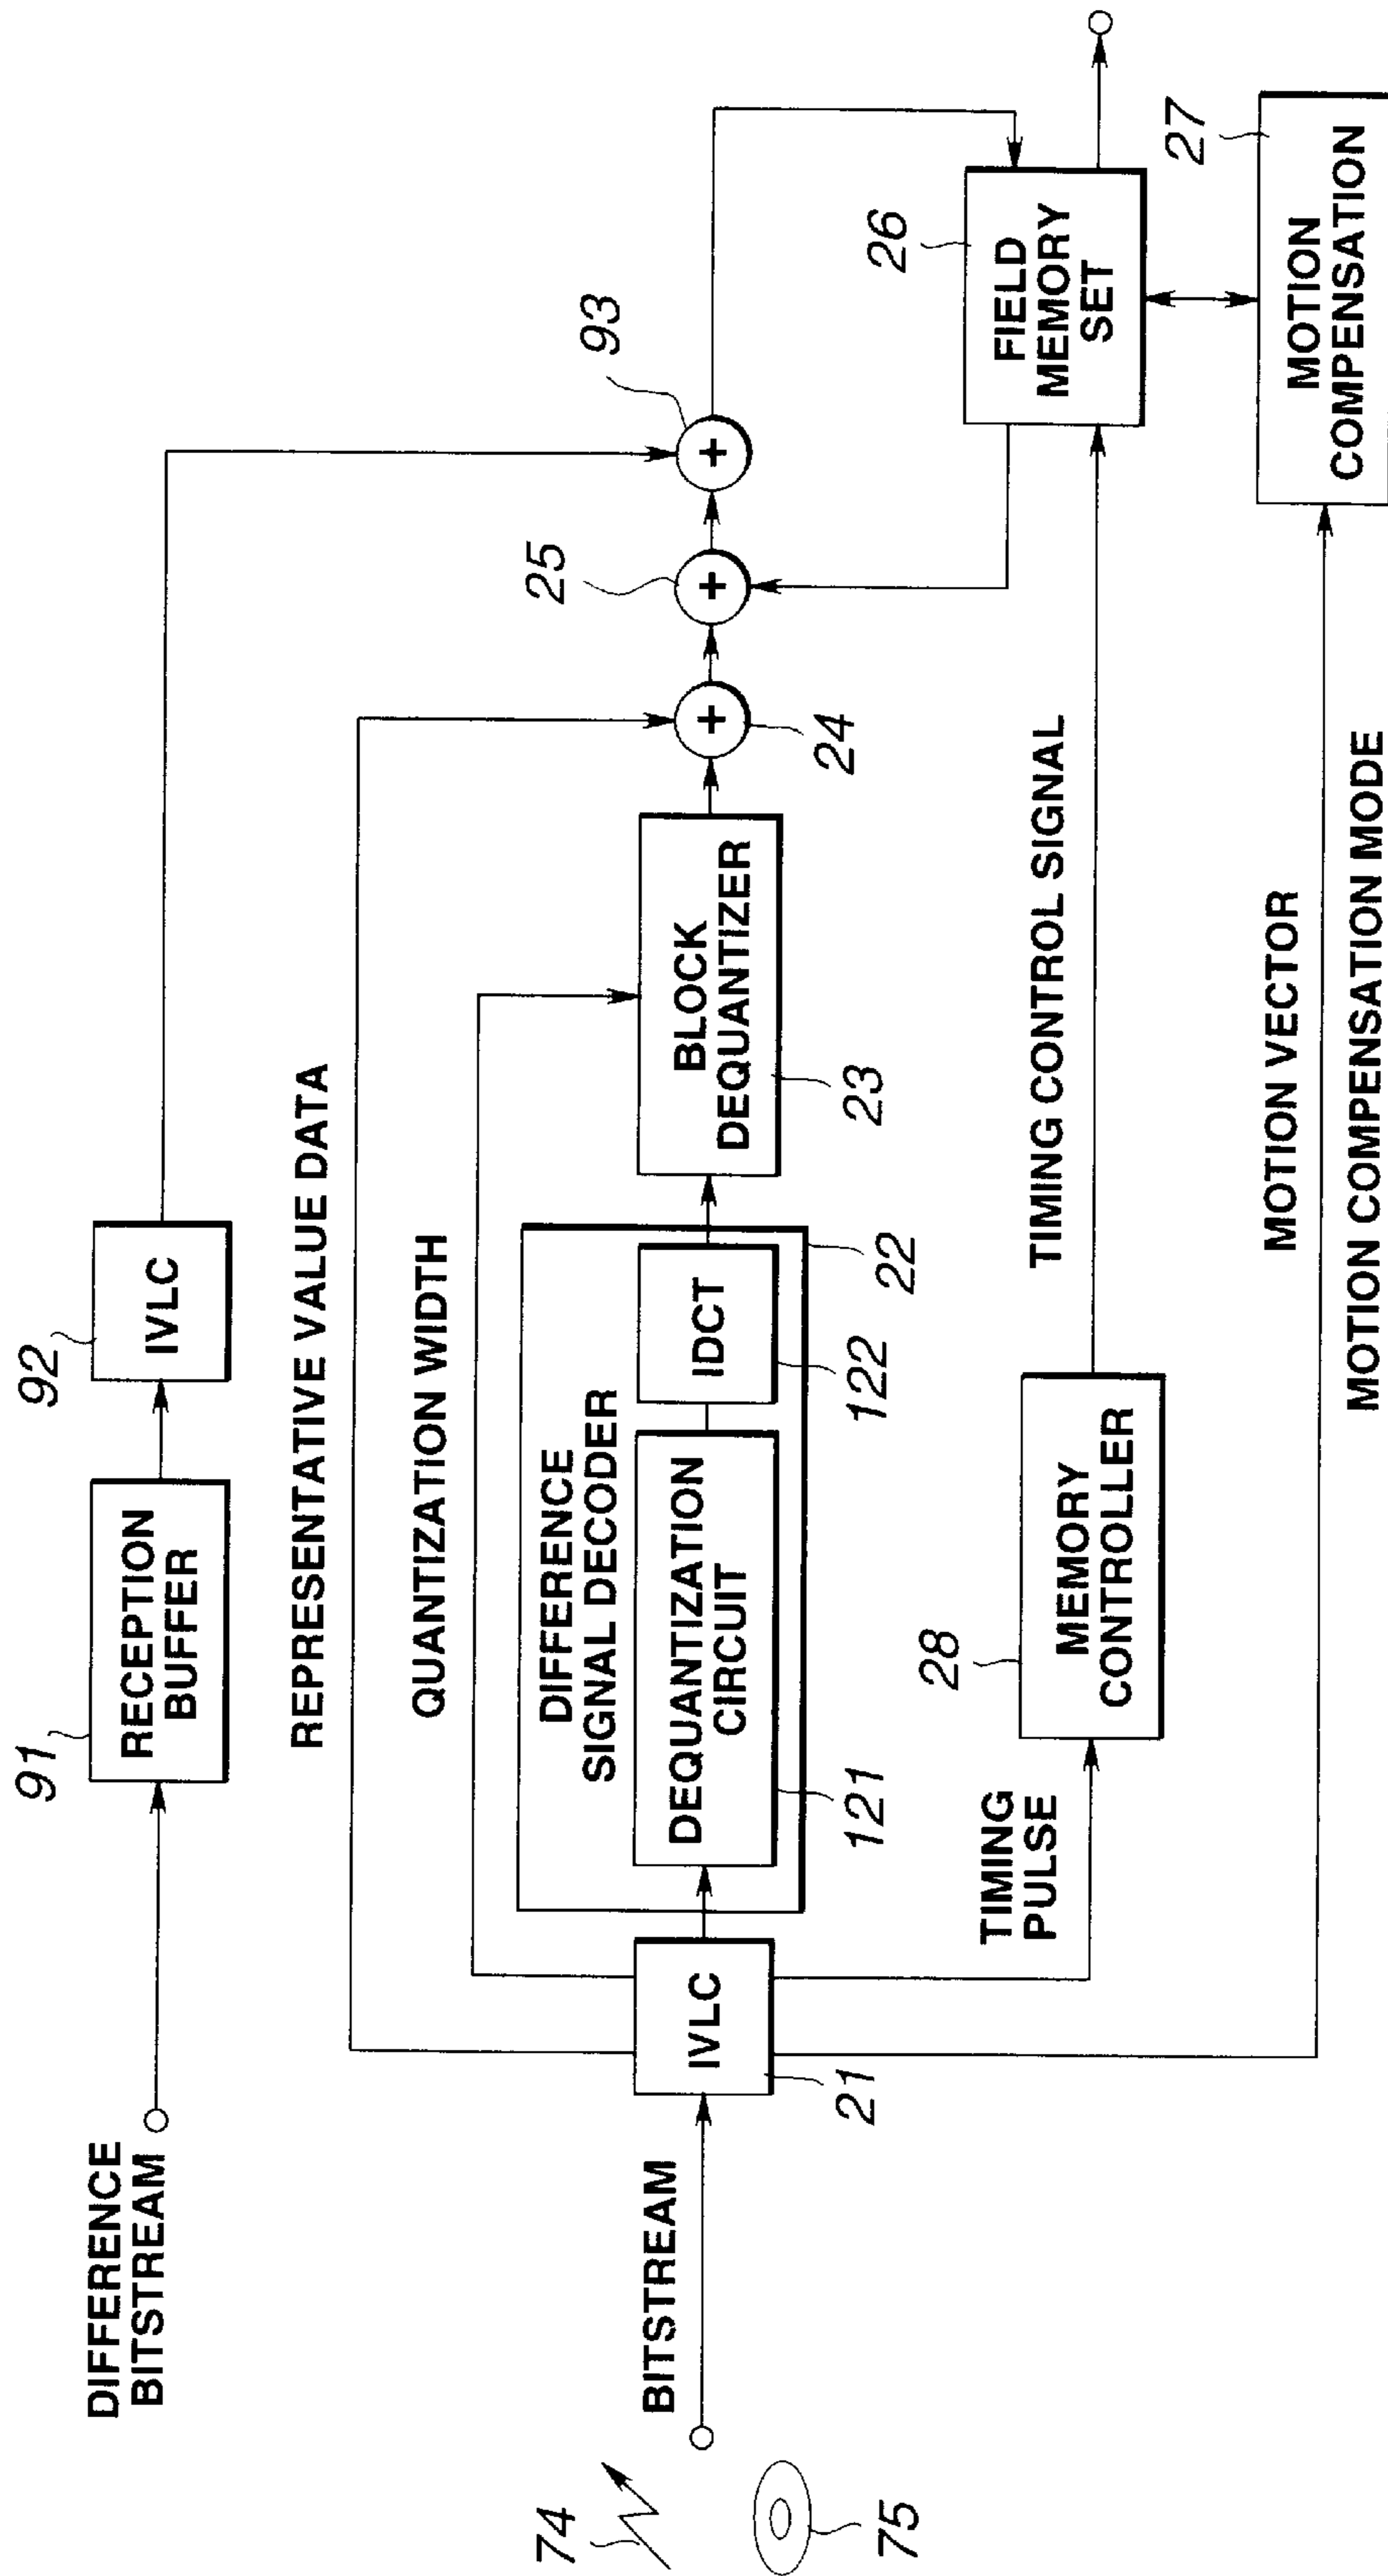 DIFFERENCE
BITSTREAM
91
RECEPTION
BUFFER
92
IVLC
REPRESENTATIVE VALUE DATA
QUANTIZATION WIDTH
74
75
BITSTREAM
IVLC
21
DIFFERENCE
SIGNAL DECODER
DEQUANTIZATION
CIRCUIT
121
IDCT
122
22
BLOCK
DEQUANTIZER
23
+
24
+
25
+
93
TIMING
PULSE
28
MEMORY
CONTROLLER
TIMING CONTROL SIGNAL
26
FIELD
MEMORY
SET
MOTION VECTOR
MOTION COMPENSATION MODE
27
MOTION
COMPENSATION